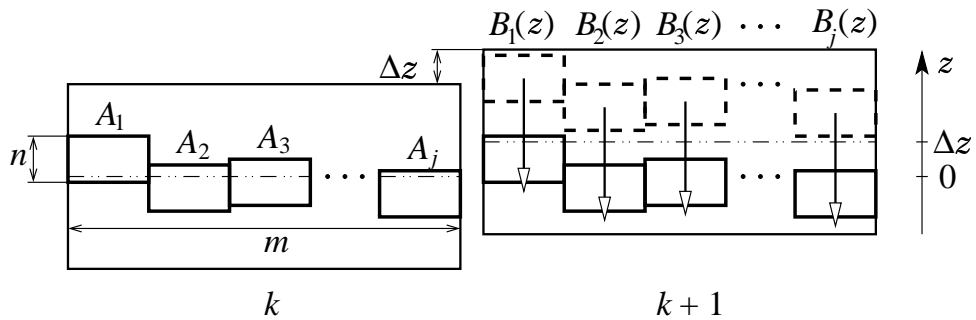 B₁(z) B₂(z) B₃(z) · · · Bⱼ(z)
Δz
z
A₁ A₂ A₃ Aⱼ
n
· · ·
· · ·
Δz
· · ·
0
m
k
k + 1